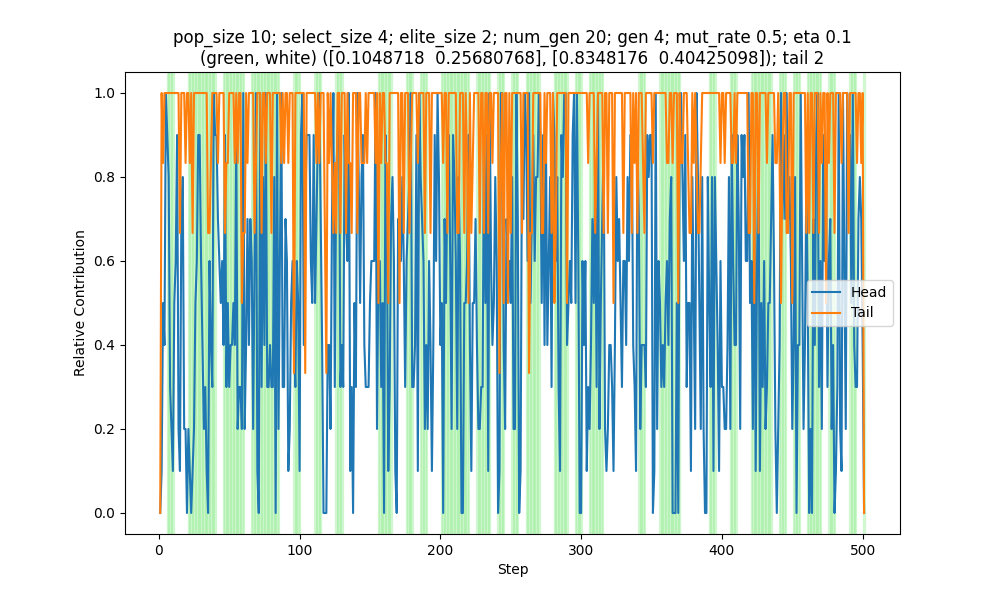 pop_size 10; select_size 4; elite_size 2; num_gen 20; gen 4; mut_rate 0.5; eta 0.1
(green, white) ([0.1048718  0.25680768], [0.8348176  0.40425098]); tail 2
1.0
0.8
0.6
0.4
0.2
0.0
Relative Contribution
Head
Tail
0
100
200
300
400
500
Step